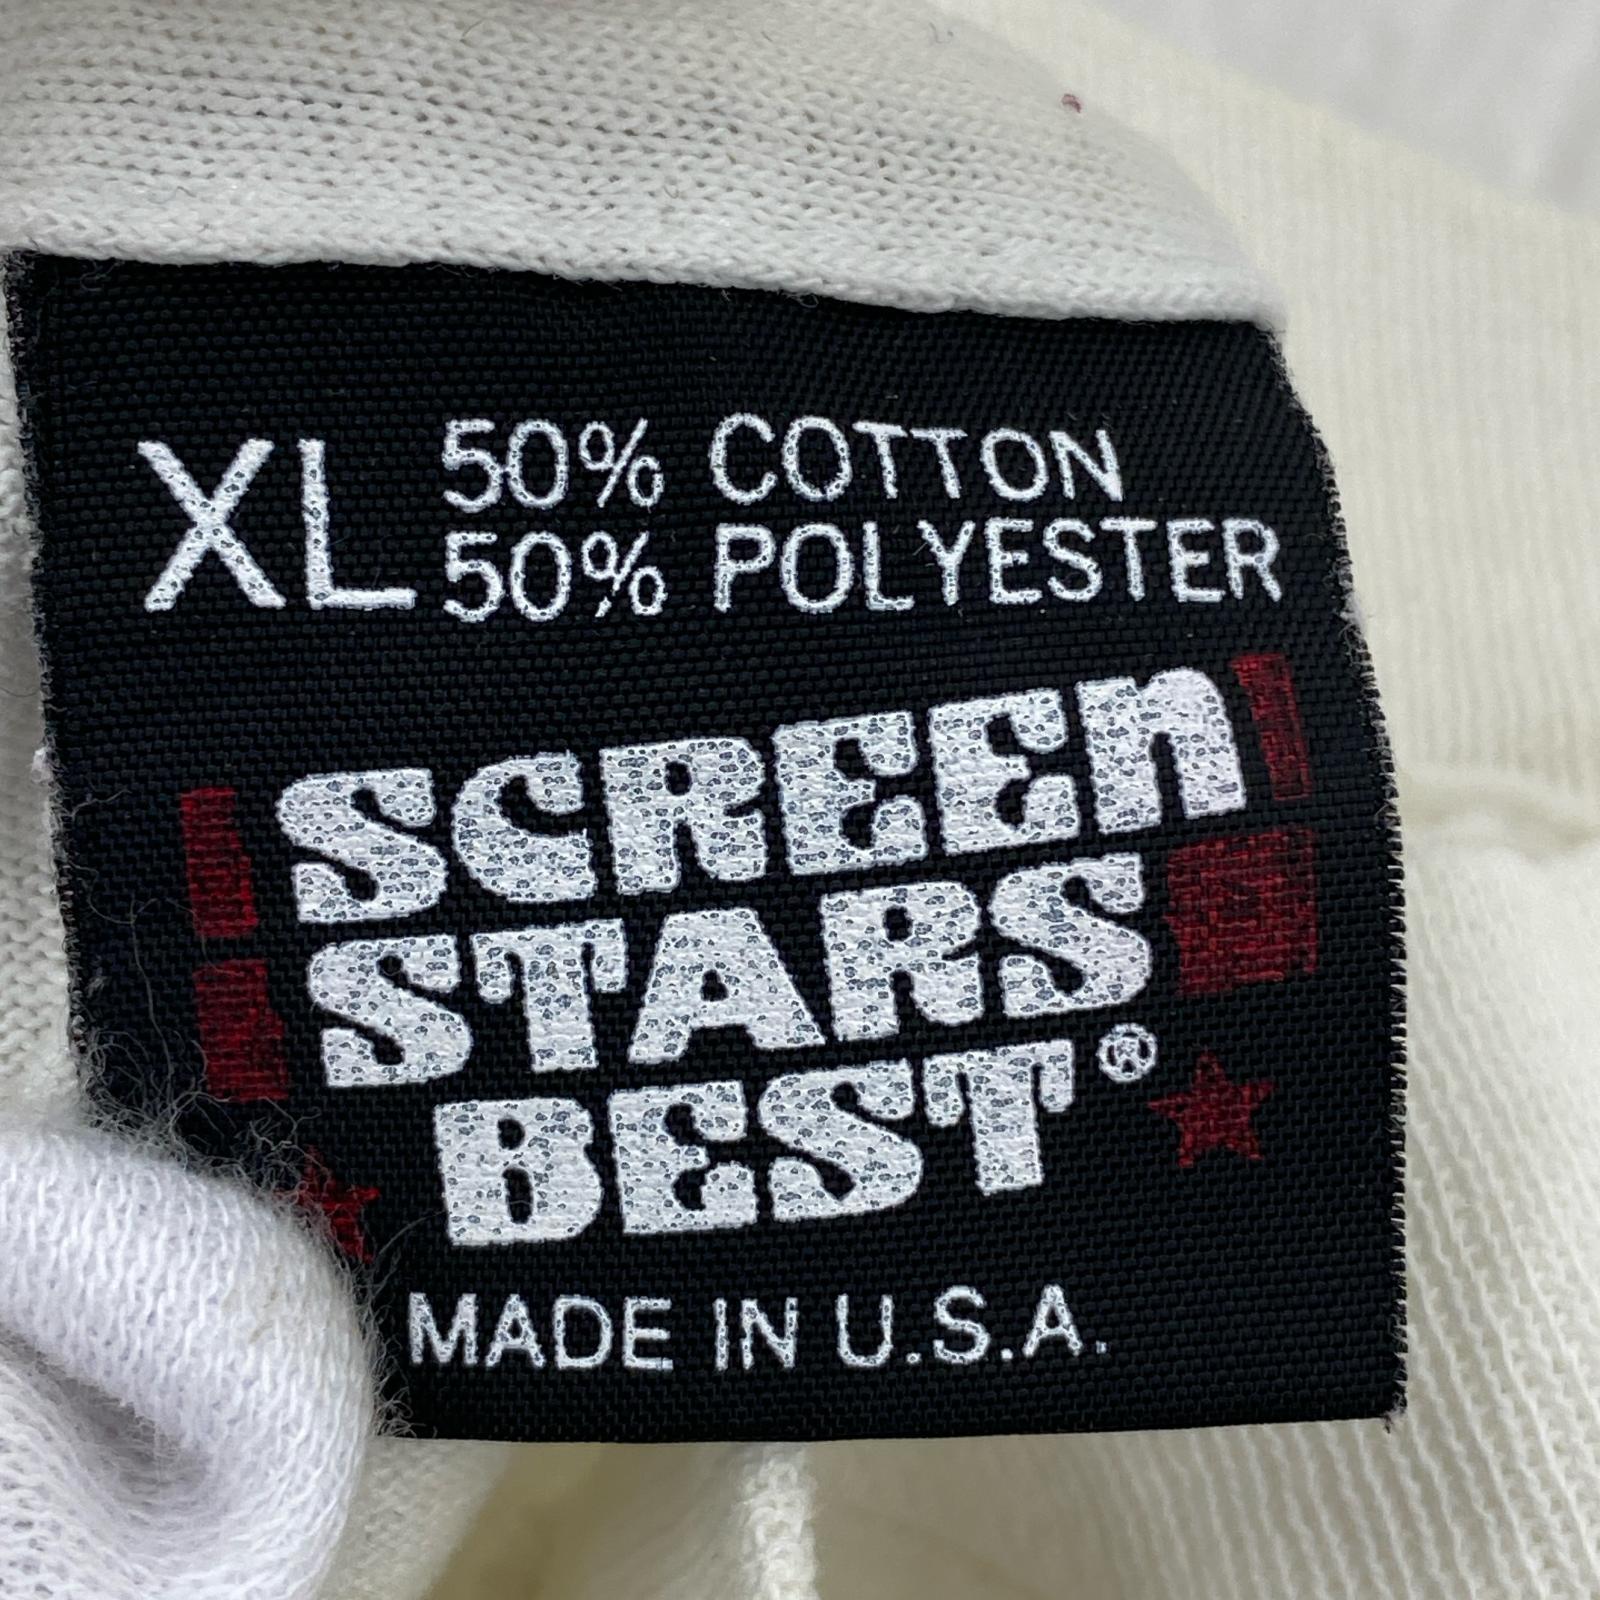 XL 50% COTTON
50% POLYESTER
SCREEN
STARS
BEST®
MADE IN U.S.A.